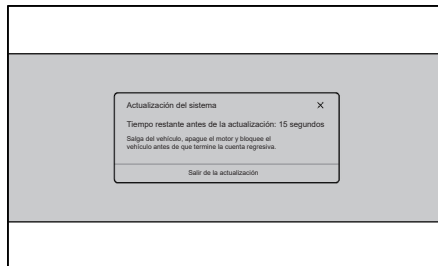 Actualización del sistema
Tiempo restante antes de la actualización: 15 segundos
Salga del vehículo, apague el motor y bloquee el
vehículo antes de que termine la cuenta regresiva.
Salir de la actualización